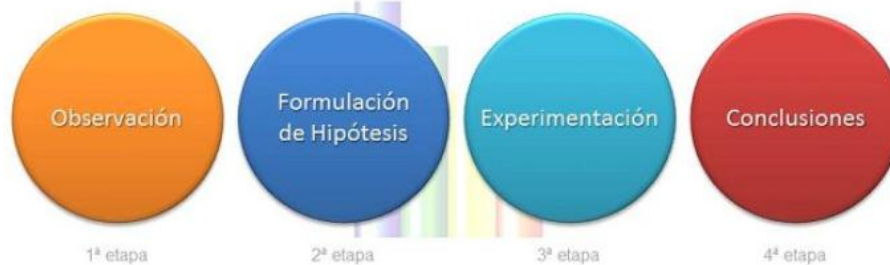 Observación
Formulación
de Hipótesis
Experimentación
Conclusiones
1ª etapa
2ª etapa
3ª etapa
4ª etapa